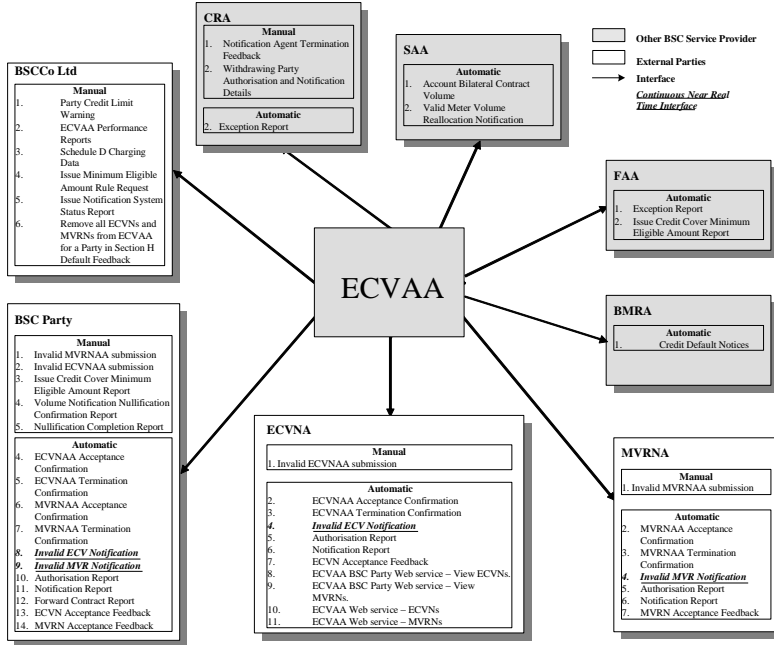 CRA
Manual
1. Notification Agent Termination
Feedback
2. Withdrawing Party
Authorisation and Notification
Details
Automatic
2. Exception Report
SAA
Automatic
1. Account Bilateral Contract
Volume
2. Valid Meter Volume
Reallocation Notification
Other BSC Service Provider
External Parties
Interface
Continuous Near Real
Time Interface
BSCCo Ltd
Manual
1. Party Credit Limit
Warning
2. ECVAA Performance
Reports
3. Schedule D Charging
Data
4. Issue Minimum Eligible
Amount Rule Request
5. Issue Notification System
Status Report
6. Remove all ECVNs and
MVRNs from ECVAA
for a Party in Section H
Default Feedback
FAA
Automatic
1. Exception Report
2. Issue Credit Cover Minimum
Eligible Amount Report
ECVAA
BMRA
Automatic
1. Credit Default Notices
BSC Party
Manual
1. Invalid MVRNAA submission
2. Invalid ECVNAA submission
3. Issue Credit Cover Minimum
Eligible Amount Report
4. Volume Notification Nullification
Confirmation Report
5. Nullification Completion Report
Automatic
4. ECVNAA Acceptance
Confirmation
5. ECVNAA Termination
Confirmation
6. MVRNAA Acceptance
Confirmation
7. MVRNAA Termination
Confirmation
8. Invalid ECV Notification
9. Invalid MVR Notification
10. Authorisation Report
11. Notification Report
12. Forward Contract Report
13. ECVN Acceptance Feedback
14. MVRN Acceptance Feedback
ECVNA
Manual
1. Invalid ECVNAA submission
Automatic
2. ECVNAA Acceptance Confirmation
3. ECVNAA Termination Confirmation
4. Invalid ECV Notification
5. Authorisation Report
6. Notification Report
7. ECVN Acceptance Feedback
8. ECVAA BSC Party Web service – View ECVNs.
9. ECVAA BSC Party Web service – View
MVRNs.
10. ECVAA Web service – ECVNs
11. ECVAA Web service – MVRNs
MVRNA
Manual
1. Invalid MVRNAA submission
Automatic
2. MVRNAA Acceptance
Confirmation
3. MVRNAA Termination
Confirmation
4. Invalid MVR Notification
5. Authorisation Report
6. Notification Report
7. MVRN Acceptance Feedback